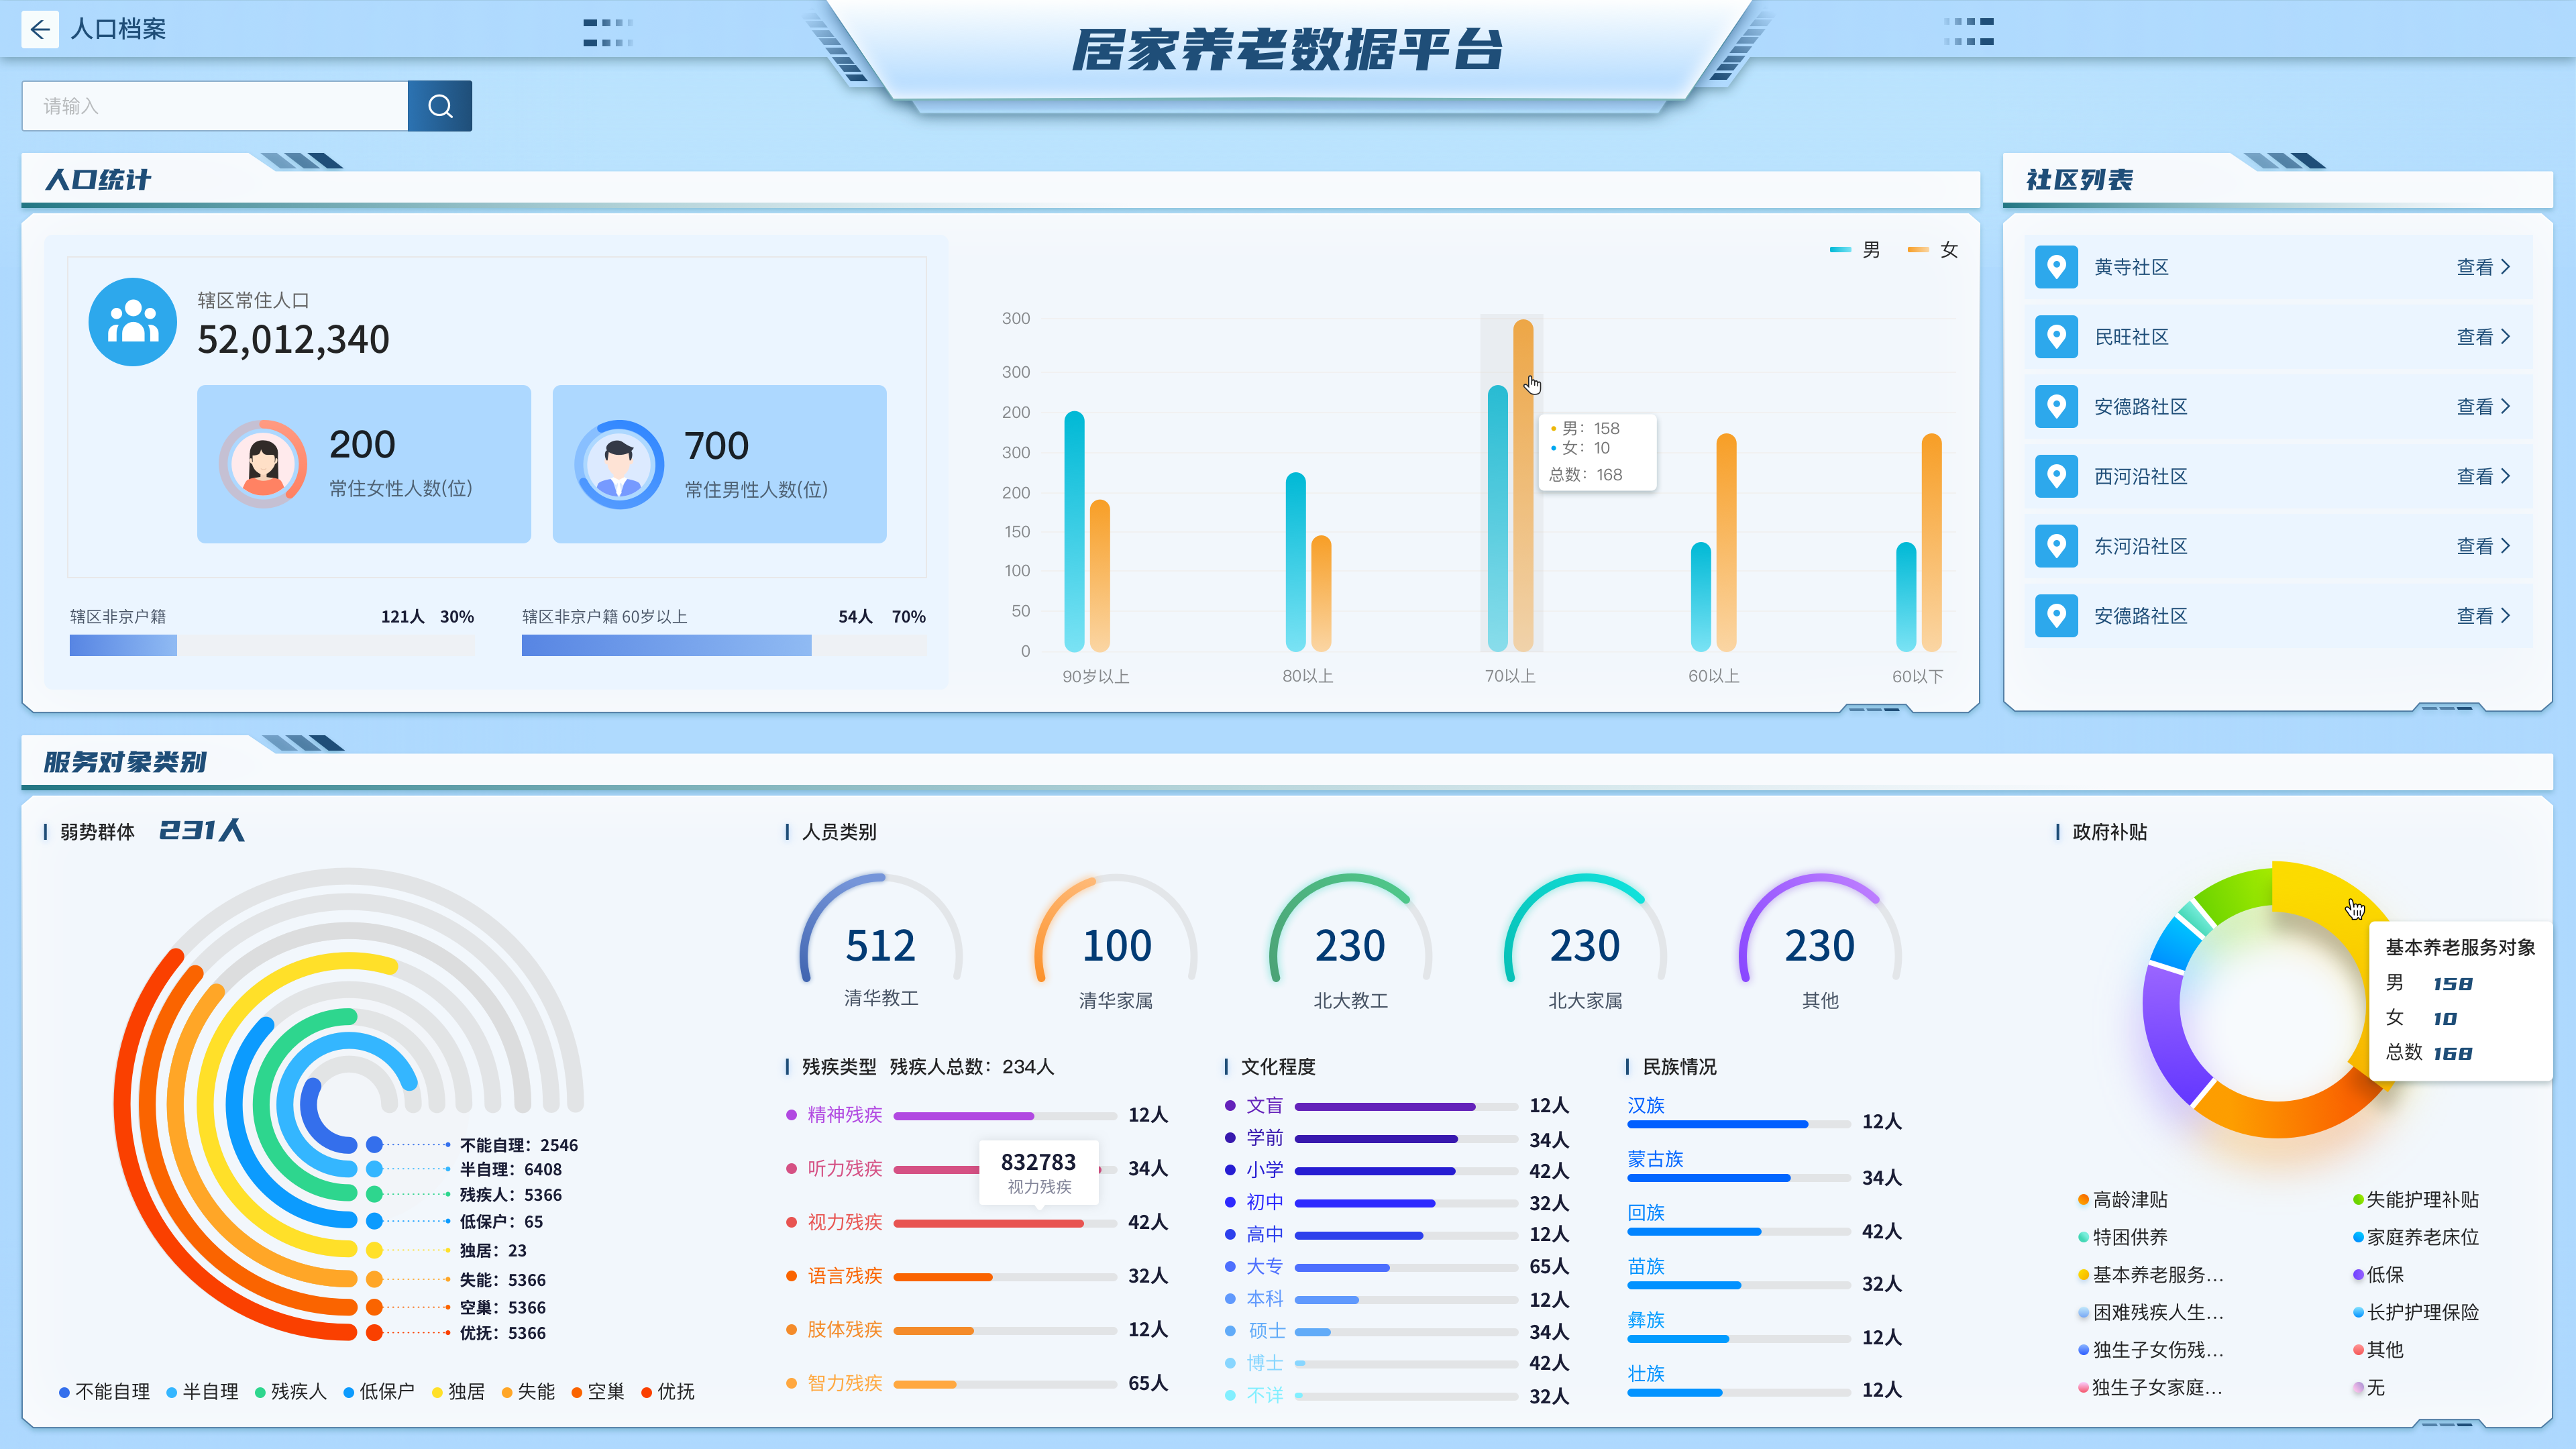 人口档案
居家养老数据平台
请输入
人口统计
辖区常住人口
52,012,340
200
常住女性人数(位)
700
常住男性人数(位)
辖区非京户籍 121人 30%
辖区非京户籍 60岁以上 54人 70%
男 女
300
300
200
300
200
150
100
50
0
90岁以上 80以上 70以上 60以上 60以下
男：158
女：10
总数：168
社区列表
黄寺社区 查看
民旺社区 查看
安德路社区 查看
西河沿社区 查看
东河沿社区 查看
安德路社区 查看
服务对象类别
弱势群体 231人
不能自理：2546
半自理：6408
残疾人：5366
低保户：65
独居：23
失能：5366
空巢：5366
优抚：5366
不能自理 半自理 残疾人 低保户 独居 失能 空巢 优抚
人员类别
512
清华教工
100
清华家属
230
北大教工
230
北大家属
230
其他
残疾类型 残疾人总数：234人
精神残疾 12人
听力残疾 34人
832783
视力残疾
视力残疾 42人
语言残疾 32人
肢体残疾 12人
智力残疾 65人
文化程度
文盲 12人
学前 34人
小学 42人
初中 32人
高中 12人
大专 65人
本科 12人
硕士 34人
博士 42人
不详 32人
民族情况
汉族 12人
蒙古族 34人
回族 42人
苗族 32人
彝族 12人
壮族 12人
政府补贴
基本养老服务对象
男 158
女 10
总数 168
高龄津贴 失能护理补贴
特困供养 家庭养老床位
基本养老服务... 低保
困难残疾人生... 长护护理保险
独生子女伤残... 其他
独生子女家庭... 无